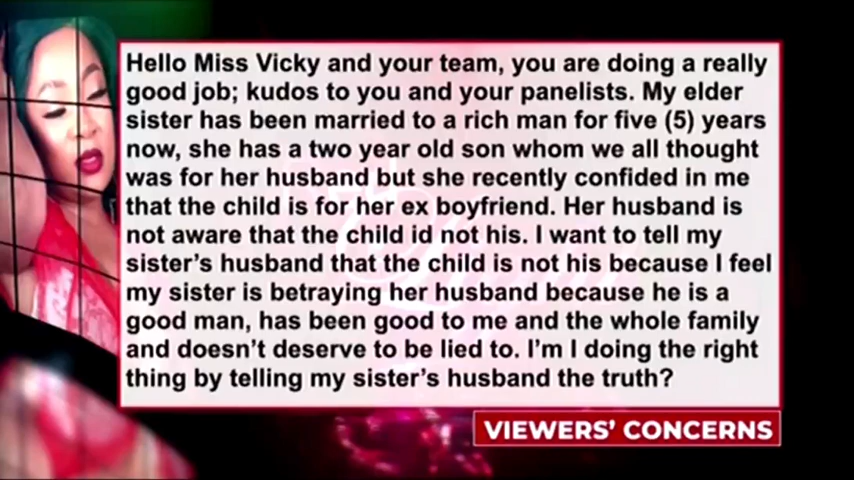 Hello Miss Vicky and your team, you are doing a really
good job; kudos to you and your panelists. My elder
sister has been married to a rich man for five (5) years
now, she has a two year old son whom we all thought
was for her husband but she recently confided in me
that the child is for her ex boyfriend. Her husband is
not aware that the child id not his. I want to tell my
sister's husband that the child is not his because I feel
my sister is betraying her husband because he is a
good man, has been good to me and the whole family
and doesn't deserve to be lied to. I'm I doing the right
thing by telling my sister's husband the truth?
VIEWERS' CONCERNS